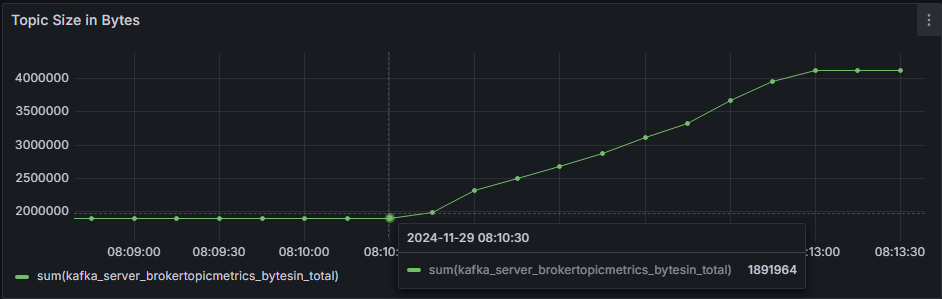 Topic Size in Bytes
4000000
3500000
3000000
2500000
2000000
08:09:00 08:09:30 08:10:00 08:10: :13:00 08:13:30
2024-11-29 08:10:30
sum(kafka_server_brokertopicmetrics_bytesin_total) 1891964
sum(kafka_server_brokertopicmetrics_bytesin_total)